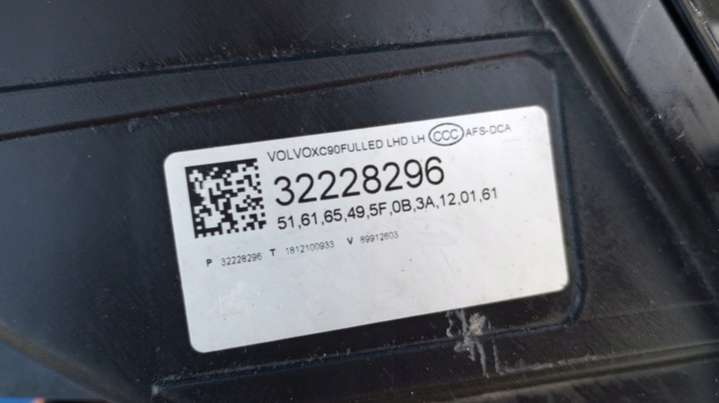 VOLVOXC90FULLED LHD LH CCC AFS-DCA
32228296
51,61,65,49,5F,0B,3A,12,01,61
P 32228296 T 1812100933 V 89912603